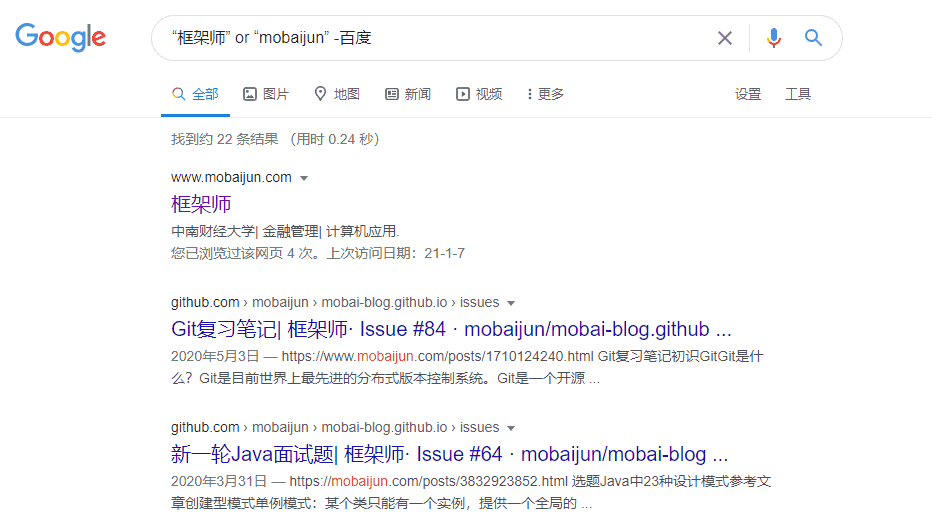 Google
“框架师” or “mobaijun” -百度
全部 图片 地图 新闻 视频 更多 设置 工具
找到约 22 条结果 （用时 0.24 秒）
www.mobaijun.com
框架师
中南财经大学| 金融管理| 计算机应用.
您已浏览过该网页 4 次。上次访问日期：21-1-7
github.com › mobaijun › mobai-blog.github.io › issues
Git复习笔记| 框架师· Issue #84 · mobaijun/mobai-blog.github ...
2020年5月3日 — https://www.mobaijun.com/posts/1710124240.html Git复习笔记初识GitGit是什
么？Git是目前世界上最先进的分布式版本控制系统。Git是一个开源 ...
github.com › mobaijun › mobai-blog.github.io › issues
新一轮Java面试题| 框架师· Issue #64 · mobaijun/mobai-blog ...
2020年3月31日 — https://mobaijun.com/posts/3832923852.html 选题Java中23种设计模式参考文
章创建型模式单例模式：某个类只能有一个实例，提供一个全局的 ...